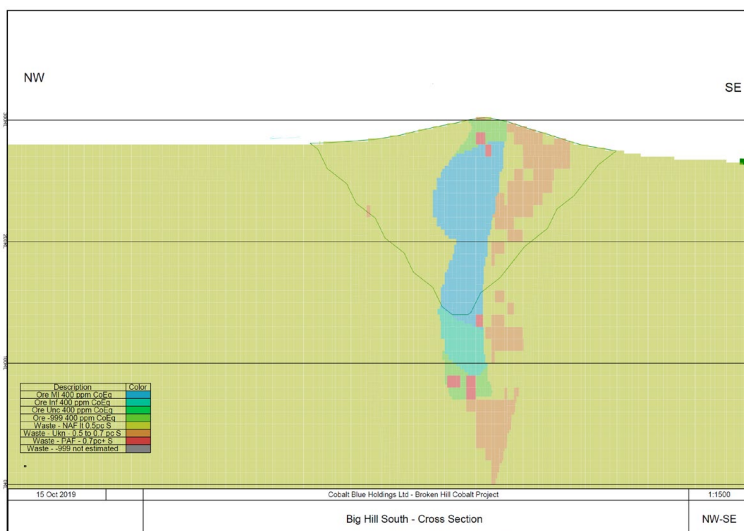 NW
SE
Description Color
Ore MI 400 ppm CoEq
Ore Inf 400 ppm CoEq
Ore Unc 400 ppm CoEq
Ore -999 400 ppm CoEq
Waste - NAF lt 0.5pc S
Waste - Ukn - 0.5 to 0.7 pc S
Waste - PAF - 0.7pc+ S
Waste - -999 not estimated
15 Oct 2019
Cobalt Blue Holdings Ltd - Broken Hill Cobalt Project
1:1500
Big Hill South - Cross Section
NW-SE